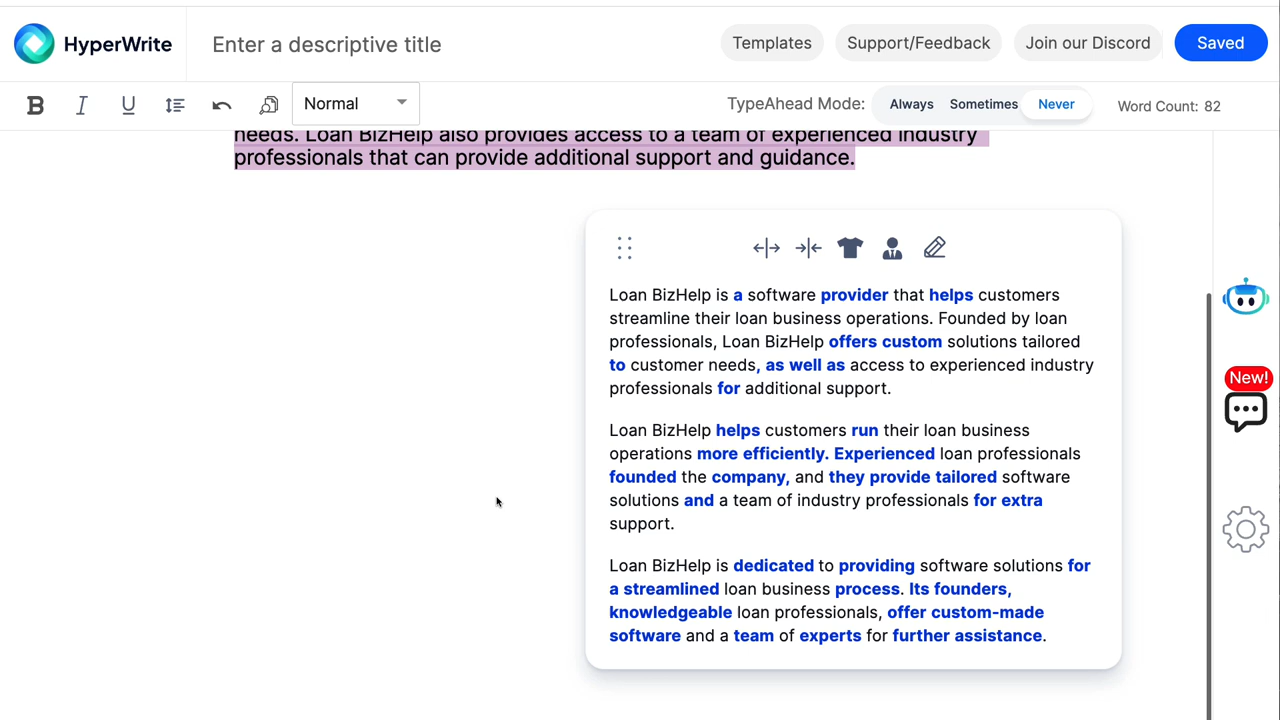 HyperWrite
Enter a descriptive title
Templates
Support/Feedback
Join our Discord
Saved
B I U
Normal
TypeAhead Mode:
Always
Sometimes
Never
Word Count: 82
needs. Loan BizHelp also provides access to a team of experienced industry
professionals that can provide additional support and guidance.
Loan BizHelp is a software provider that helps customers
streamline their loan business operations. Founded by loan
professionals, Loan BizHelp offers custom solutions tailored
to customer needs, as well as access to experienced industry
professionals for additional support.
Loan BizHelp helps customers run their loan business
operations more efficiently. Experienced loan professionals
founded the company, and they provide tailored software
solutions and a team of industry professionals for extra
support.
Loan BizHelp is dedicated to providing software solutions for
a streamlined loan business process. Its founders,
knowledgeable loan professionals, offer custom-made
software and a team of experts for further assistance.
New!